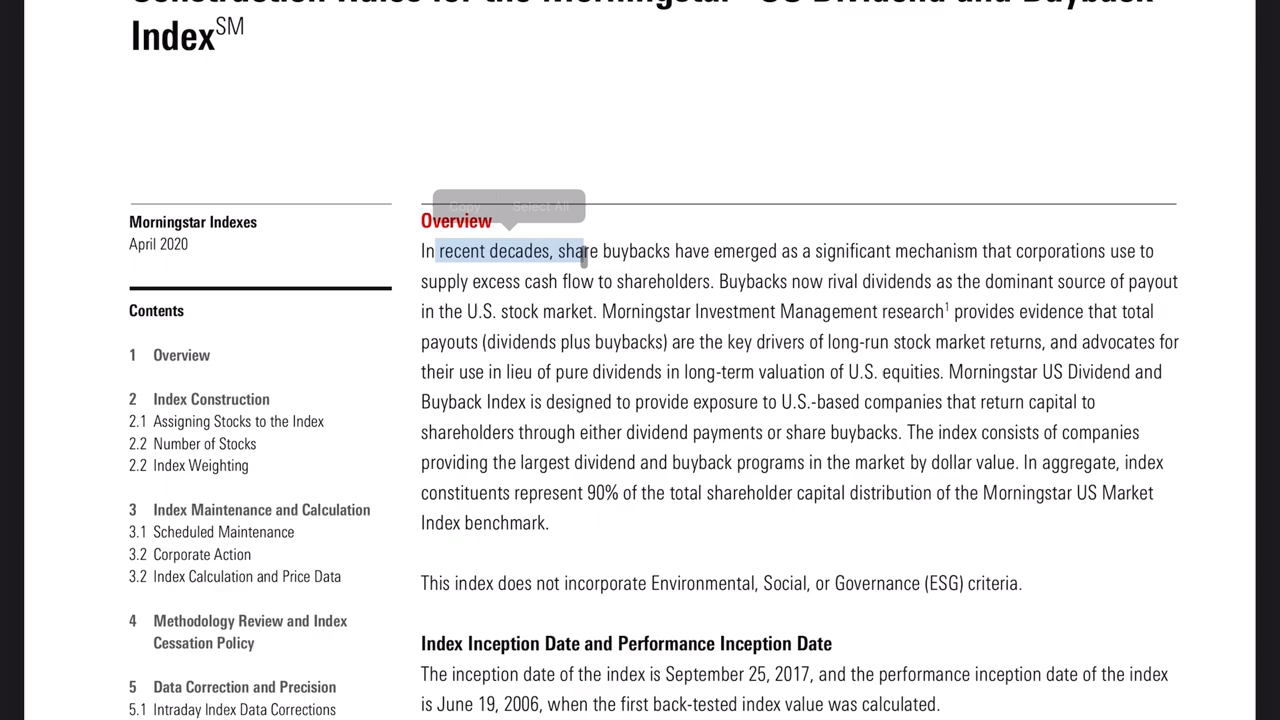 Construction Rules for the Morningstar US Dividend and Buyback
Index℠
Morningstar Indexes
April 2020
Contents
1 Overview
2 Index Construction
2.1 Assigning Stocks to the Index
2.2 Number of Stocks
2.2 Index Weighting
3 Index Maintenance and Calculation
3.1 Scheduled Maintenance
3.2 Corporate Action
3.2 Index Calculation and Price Data
4 Methodology Review and Index
Cessation Policy
5 Data Correction and Precision
5.1 Intraday Index Data Corrections
Copy Select All
Overview
In recent decades, share buybacks have emerged as a significant mechanism that corporations use to
supply excess cash flow to shareholders. Buybacks now rival dividends as the dominant source of payout
in the U.S. stock market. Morningstar Investment Management research¹ provides evidence that total
payouts (dividends plus buybacks) are the key drivers of long-run stock market returns, and advocates for
their use in lieu of pure dividends in long-term valuation of U.S. equities. Morningstar US Dividend and
Buyback Index is designed to provide exposure to U.S.-based companies that return capital to
shareholders through either dividend payments or share buybacks. The index consists of companies
providing the largest dividend and buyback programs in the market by dollar value. In aggregate, index
constituents represent 90% of the total shareholder capital distribution of the Morningstar US Market
Index benchmark.
This index does not incorporate Environmental, Social, or Governance (ESG) criteria.
Index Inception Date and Performance Inception Date
The inception date of the index is September 25, 2017, and the performance inception date of the index
is June 19, 2006, when the first back-tested index value was calculated.